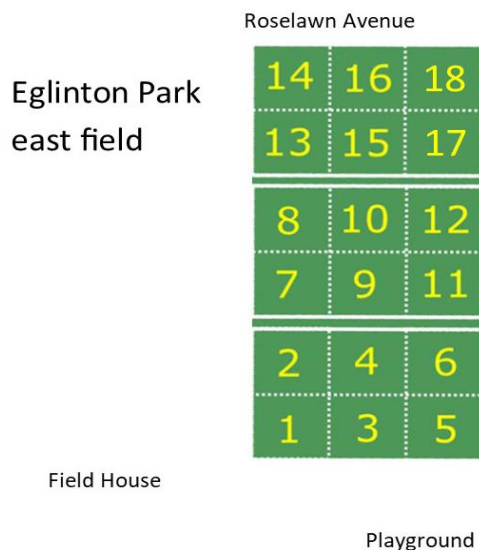 Roselawn Avenue
Eglinton Park
east field
14 16 18
13 15 17
8 10 12
7 9 11
2 4 6
1 3 5
Field House
Playground